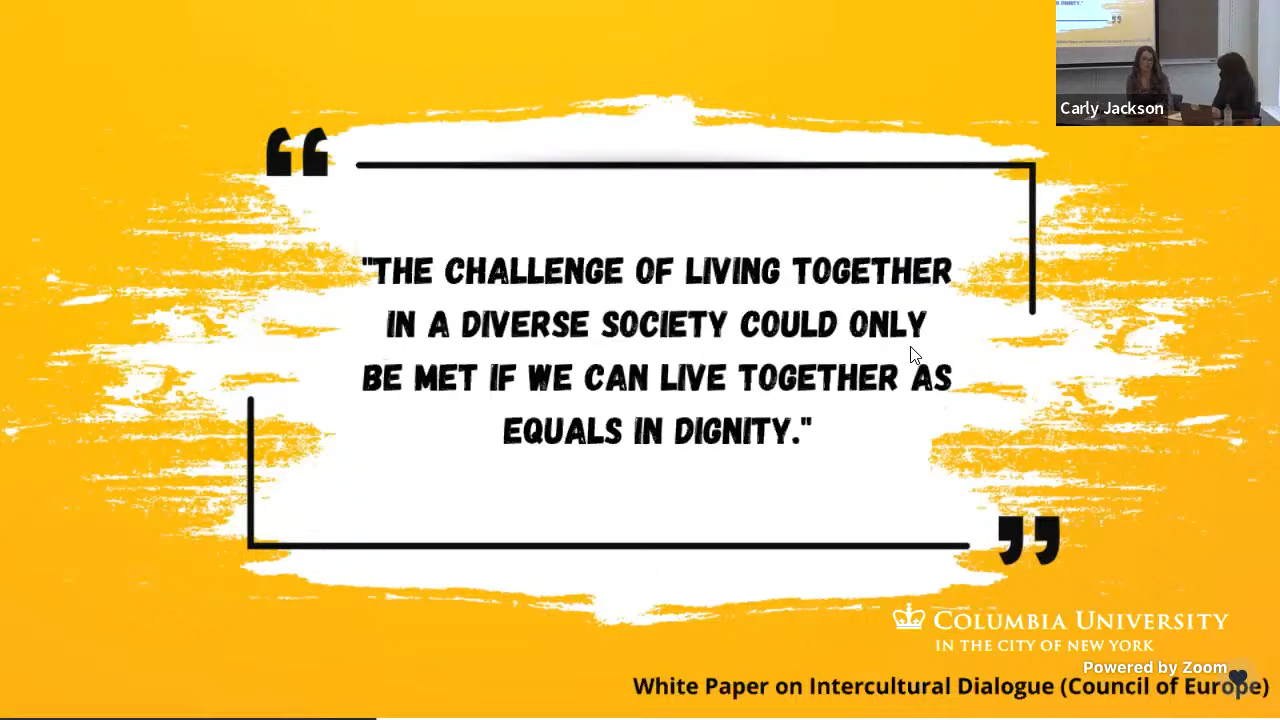 Carly Jackson
"THE CHALLENGE OF LIVING TOGETHER
IN A DIVERSE SOCIETY COULD ONLY
BE MET IF WE CAN LIVE TOGETHER AS
EQUALS IN DIGNITY."
COLUMBIA UNIVERSITY
IN THE CITY OF NEW YORK
Powered by Zoom
White Paper on Intercultural Dialogue (Council of Europe)